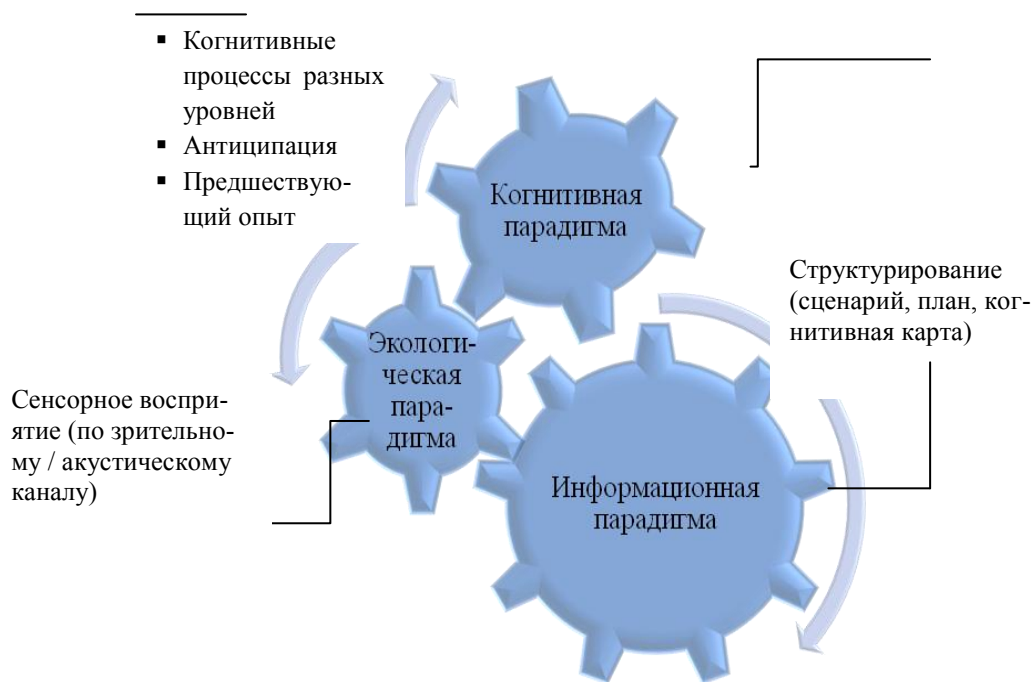 ▪ Когнитивные
процессы разных
уровней
▪ Антиципация
▪ Предшествую-
щий опыт
Когнитивная
парадигма
Структурирование
(сценарий, план, ког-
нитивная карта)
Экологи-
ческая
пара-
дигма
Сенсорное воспри-
ятие (по зрительно-
му / акустическому
каналу)
Информационная
парадигма